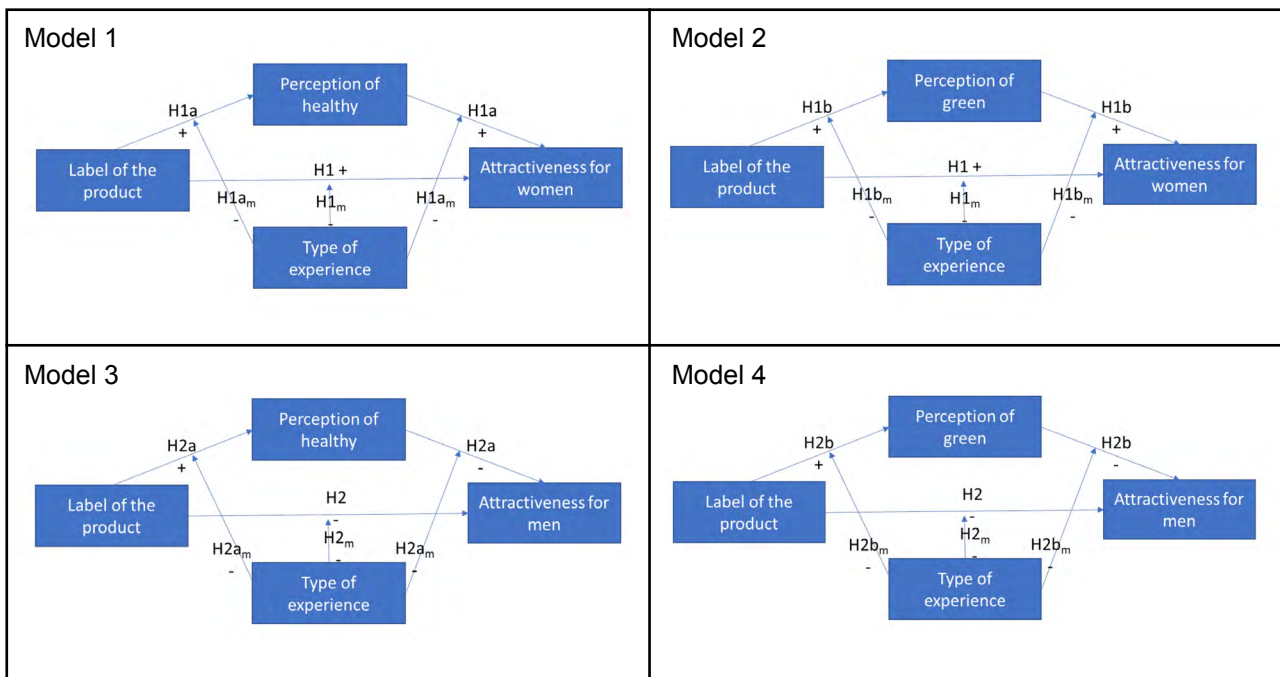 Model 1
Perception of
healthy
H1a
+
H1a
+
Label of the
product
H1 +
Attractiveness for
women
H1aₘ
-
H1ₘ
-
H1aₘ
-
Type of
experience
Model 2
Perception of
green
H1b
+
H1b
+
Label of the
product
H1 +
Attractiveness for
women
H1bₘ
-
H1ₘ
-
H1bₘ
-
Type of
experience
Model 3
Perception of
healthy
H2a
+
H2a
-
Label of the
product
H2
-
Attractiveness for
men
H2aₘ
-
H2ₘ
-
H2aₘ
-
Type of
experience
Model 4
Perception of
green
H2b
+
H2b
-
Label of the
product
H2
-
Attractiveness for
men
H2bₘ
-
H2ₘ
-
H2bₘ
-
Type of
experience